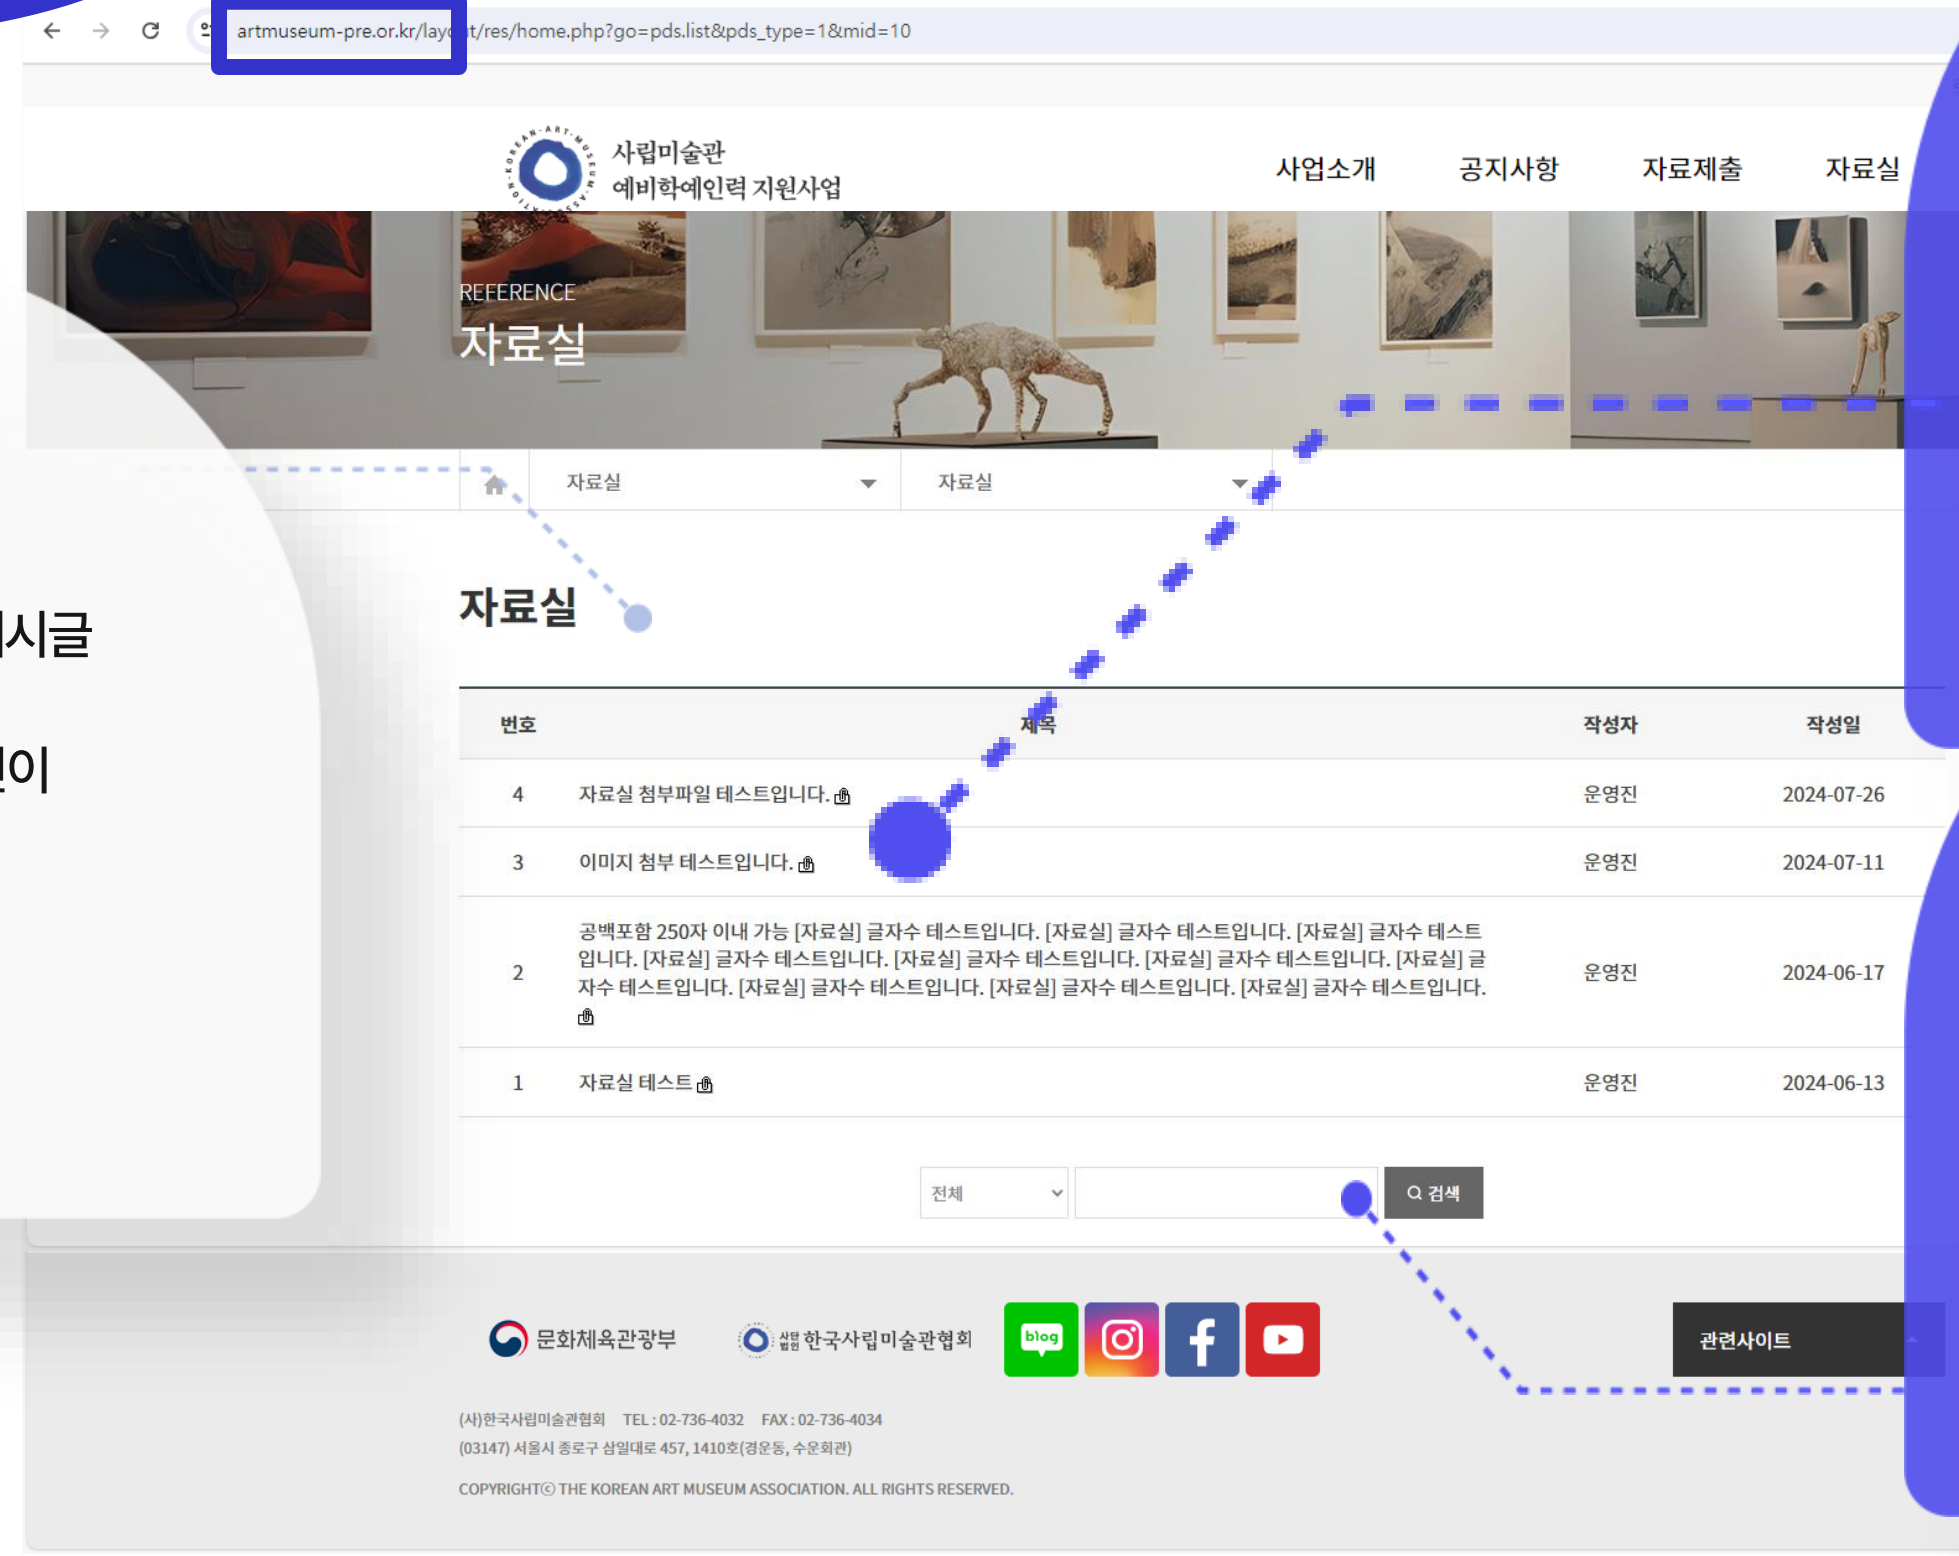 artmuseum-pre.or.kr/layout/res/home.php?go=pds.list&pds_type=1&mid=10
KOREAN·ART·MUSEUM·ASSOCIATION
사립미술관
예비학예인력 지원사업
사업소개 공지사항 자료제출 자료실
REFERENCE
자료실
자료실 자료실
시글
이
자료실
번호 제목 작성자 작성일
4 자료실 첨부파일 테스트입니다. 운영진 2024-07-26
3 이미지 첨부 테스트입니다. 운영진 2024-07-11
공백포함 250자 이내 가능 [자료실] 글자수 테스트입니다. [자료실] 글자수 테스트입니다. [자료실] 글자수 테스트
입니다. [자료실] 글자수 테스트입니다. [자료실] 글자수 테스트입니다. [자료실] 글자수 테스트입니다. [자료실] 글
2 자수 테스트입니다. [자료실] 글자수 테스트입니다. [자료실] 글자수 테스트입니다. [자료실] 글자수 테스트입니다. 운영진 2024-06-17
1 자료실 테스트 운영진 2024-06-13
전체 검색
문화체육관광부 사단법인 한국사립미술관협회 blog 관련사이트
(사)한국사립미술관협회 TEL : 02-736-4032 FAX : 02-736-4034
(03147) 서울시 종로구 삼일대로 457, 1410호(경운동, 수운회관)
COPYRIGHTⓒ THE KOREAN ART MUSEUM ASSOCIATION. ALL RIGHTS RESERVED.